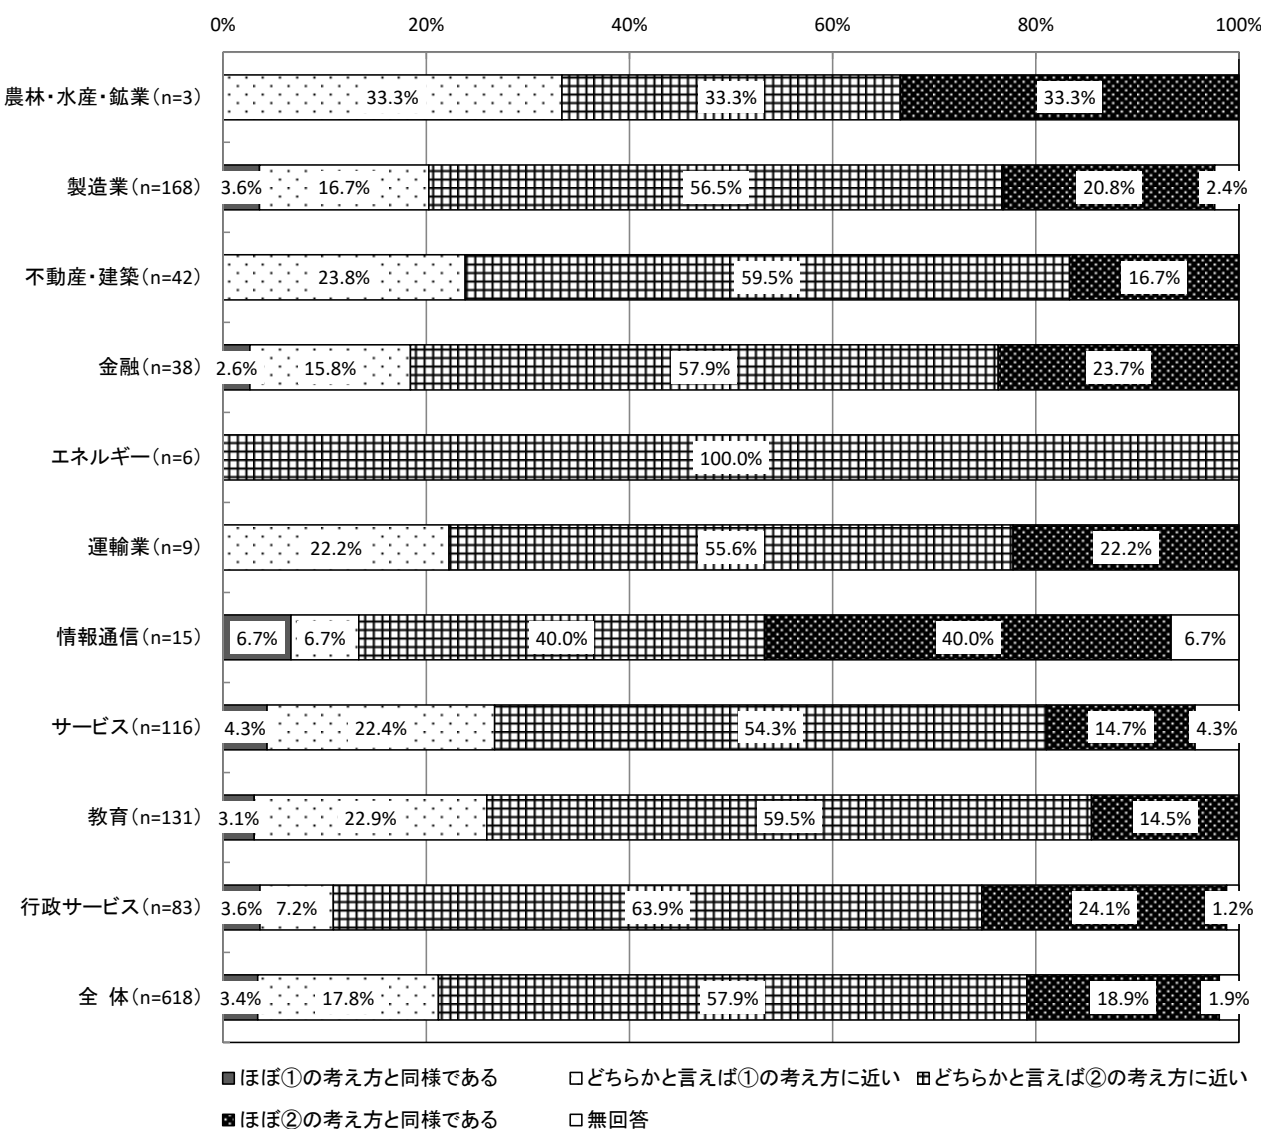 0% 20% 40% 60% 80% 100%
農林・水産・鉱業(n=3) 33.3% 33.3% 33.3%
製造業(n=168) 3.6% 16.7% 56.5% 20.8% 2.4%
不動産・建築(n=42) 23.8% 59.5% 16.7%
金融(n=38) 2.6% 15.8% 57.9% 23.7%
エネルギー(n=6) 100.0%
運輸業(n=9) 22.2% 55.6% 22.2%
情報通信(n=15) 6.7% 6.7% 40.0% 40.0% 6.7%
サービス(n=116) 4.3% 22.4% 54.3% 14.7% 4.3%
教育(n=131) 3.1% 22.9% 59.5% 14.5%
行政サービス(n=83) 3.6% 7.2% 63.9% 24.1% 1.2%
全 体(n=618) 3.4% 17.8% 57.9% 18.9% 1.9%
ほぼ①の考え方と同様である どちらかと言えば①の考え方に近い どちらかと言えば②の考え方に近い
ほぼ②の考え方と同様である 無回答